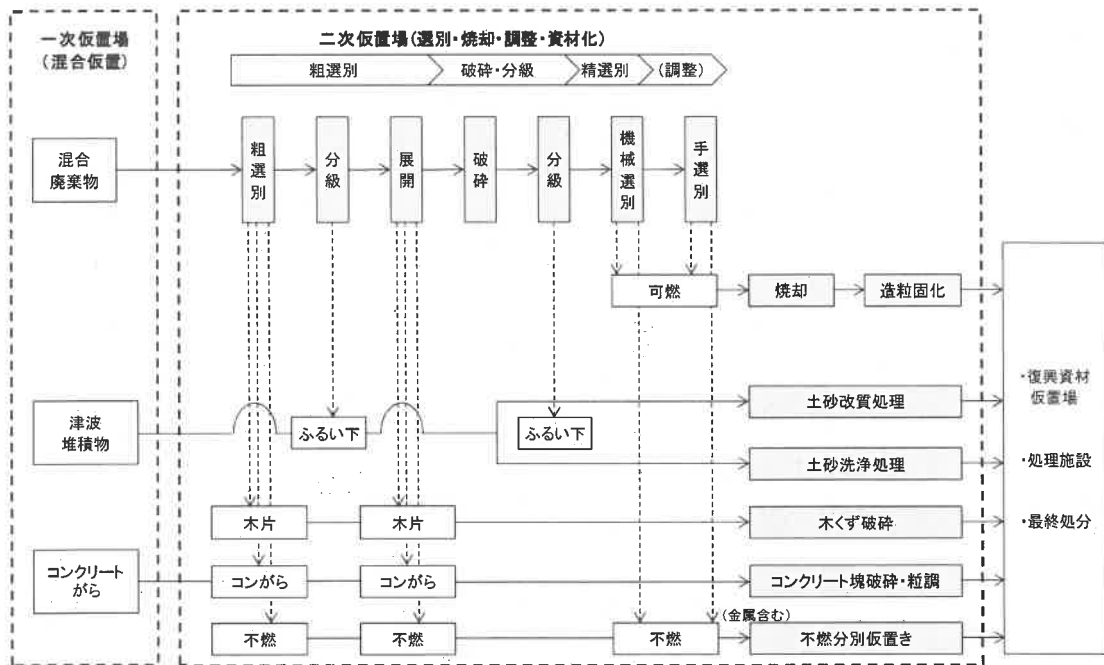 一次仮置場
(混合仮置)
二次仮置場(選別・焼却・調整・資材化)
粗選別
破砕・分級
精選別
(調整)
混合
廃棄物
粗選別
分級
展開
破砕
分級
機械選別
手選別
可燃
焼却
造粒固化
・復興資材
仮置場
・処理施設
・最終処分
津波
堆積物
ふるい下
ふるい下
土砂改質処理
土砂洗浄処理
木片
木片
木くず破砕
コンクリート
がら
コンがら
コンがら
コンクリート塊破砕・粒調
(金属含む)
不燃
不燃
不燃
不燃分別仮置き